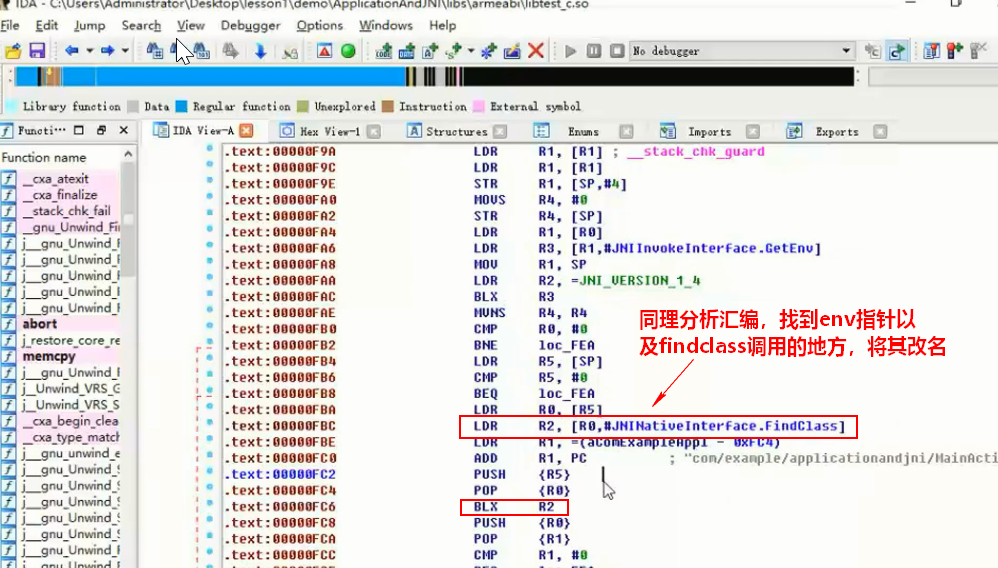 IDA - C:\Users\Administrator\Desktop\lesson1\demo\ApplicationAndJNI\libs\armeabi\libtest_c.so
File Edit Jump Search View Debugger Options Windows Help
No debugger
Library function Data Regular function Unexplored Instruction External symbol
Functi… IDA View-A Hex View-1 Structures Enums Imports Exports
Function name
__cxa_atexit
__cxa_finalize
__stack_chk_fail
__gnu_Unwind_Fi
j___gnu_Unwind_F
j___gnu_Unwind_F
j___gnu_Unwind_F
j___gnu_Unwind_F
j___gnu_Unwind_F
abort
j_restore_core_re
memcpy
j___gnu_Unwind_F
j__Unwind_VRS_G
j__Unwind_VRS_S
__cxa_begin_clea
__cxa_type_match
j___gnu_Unwind_F
j___gnu_Unwind_S
j___gnu_Unwind_S
j___gnu_Unwind_S
j___gnu_Unwind_S
j___gnu_Unwind_S
j___gnu_Unwind_F
.text:00000F9A LDR R1, [R1] ; __stack_chk_guard
.text:00000F9C LDR R1, [R1]
.text:00000F9E STR R1, [SP,#4]
.text:00000FA0 MOVS R4, #0
.text:00000FA2 STR R4, [SP]
.text:00000FA4 LDR R1, [R0]
.text:00000FA6 LDR R3, [R1,#JNIInvokeInterface.GetEnv]
.text:00000FA8 MOV R1, SP
.text:00000FAA LDR R2, =JNI_VERSION_1_4
.text:00000FAC BLX R3
.text:00000FAE MVNS R4, R4
.text:00000FB0 CMP R0, #0
.text:00000FB2 BNE loc_FEA
.text:00000FB4 LDR R5, [SP]
.text:00000FB6 CMP R5, #0
.text:00000FB8 BEQ loc_FEA
.text:00000FBA LDR R0, [R5]
.text:00000FBC LDR R2, [R0,#JNINativeInterface.FindClass]
.text:00000FBE LDR R1, =(aComExampleAppl - 0xFC4)
.text:00000FC0 ADD R1, PC ; "com/example/applicationandjni/MainActi
.text:00000FC2 PUSH {R5}
.text:00000FC4 POP {R0}
.text:00000FC6 BLX R2
.text:00000FC8 PUSH {R0}
.text:00000FCA POP {R1}
.text:00000FCC CMP R1, #0
同理分析汇编，找到env指针以
及findclass调用的地方，将其改名